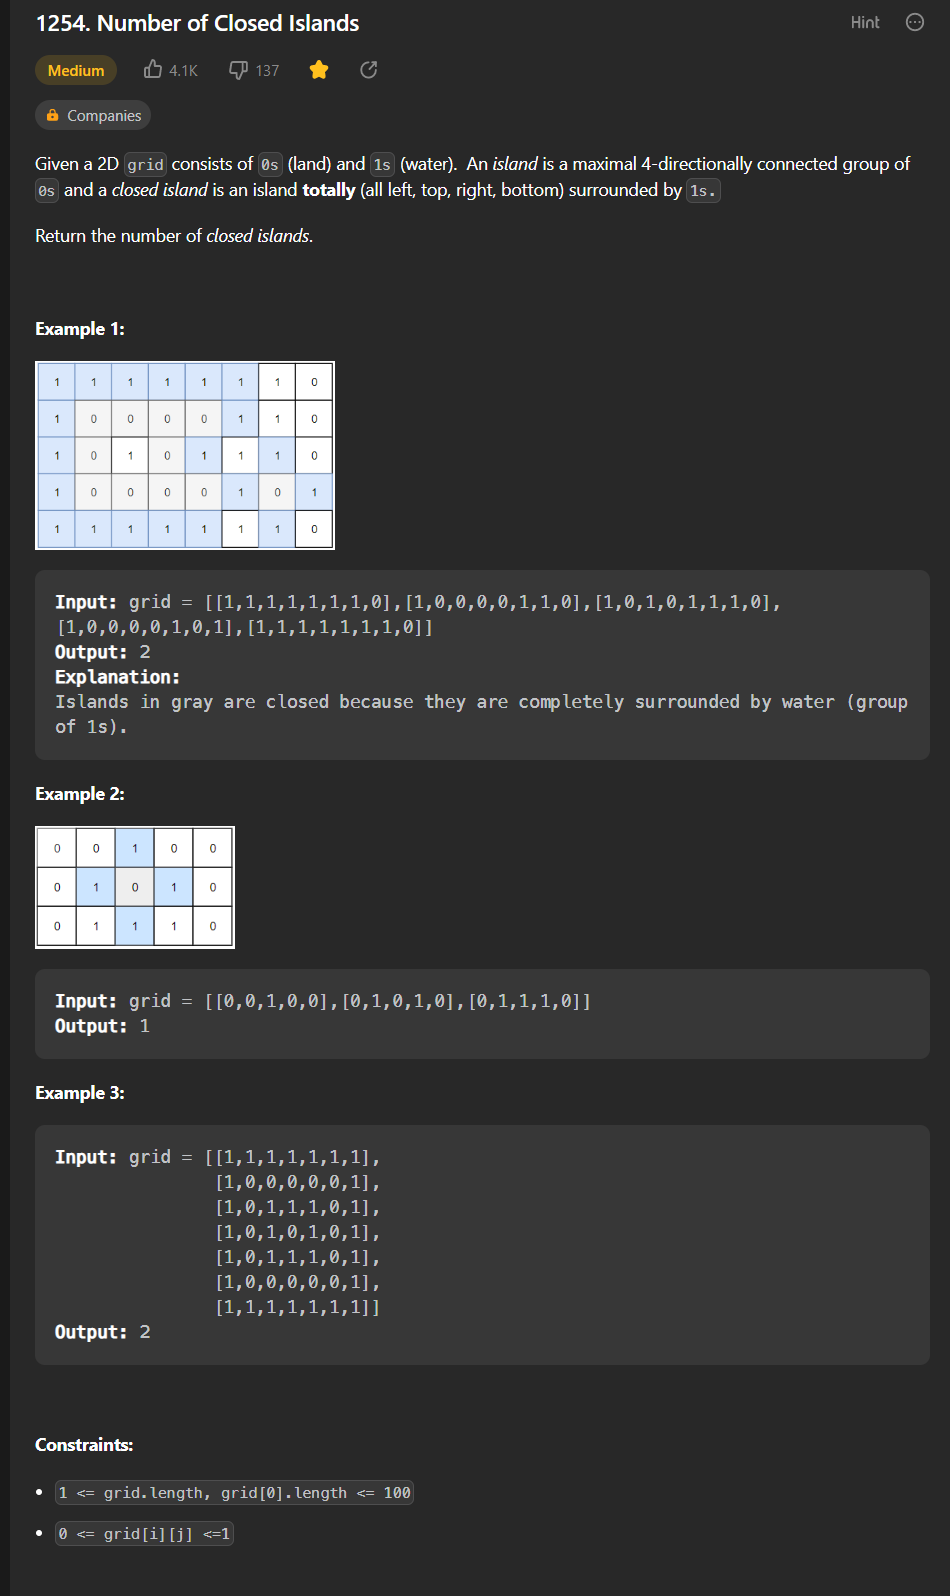 1254. Number of Closed Islands
Hint
Medium
4.1K
137
Companies
Given a 2D grid consists of 0s (land) and 1s (water).  An island is a maximal 4-directionally connected group of
0s and a closed island is an island totally (all left, top, right, bottom) surrounded by 1s.
Return the number of closed islands.
Example 1:
1 1 1 1 1 1 1 0
1 0 0 0 0 1 1 0
1 0 1 0 1 1 1 0
1 0 0 0 0 1 0 1
1 1 1 1 1 1 1 0
Input: grid = [[1,1,1,1,1,1,1,0],[1,0,0,0,0,1,1,0],[1,0,1,0,1,1,1,0],
[1,0,0,0,0,1,0,1],[1,1,1,1,1,1,1,0]]
Output: 2
Explanation:
Islands in gray are closed because they are completely surrounded by water (group
of 1s).
Example 2:
0 0 1 0 0
0 1 0 1 0
0 1 1 1 0
Input: grid = [[0,0,1,0,0],[0,1,0,1,0],[0,1,1,1,0]]
Output: 1
Example 3:
Input: grid = [[1,1,1,1,1,1,1],
[1,0,0,0,0,0,1],
[1,0,1,1,1,0,1],
[1,0,1,0,1,0,1],
[1,0,1,1,1,0,1],
[1,0,0,0,0,0,1],
[1,1,1,1,1,1,1]]
Output: 2
Constraints:
• 1 <= grid.length, grid[0].length <= 100
• 0 <= grid[i][j] <=1